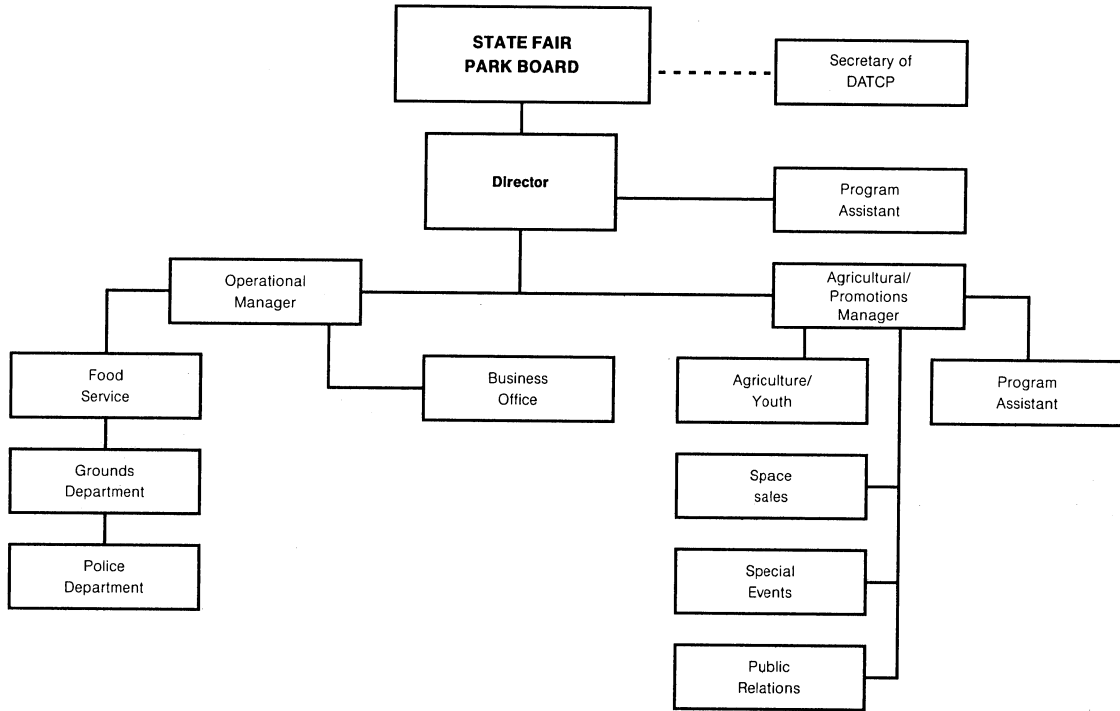 STATE FAIR
PARK BOARD
Secretary of
DATCP
Director
Program
Assistant
Operational
Manager
Agricultural/
Promotions
Manager
Food
Service
Business
Office
Agriculture/
Youth
Program
Assistant
Grounds
Department
Space
sales
Police
Department
Special
Events
Public
Relations